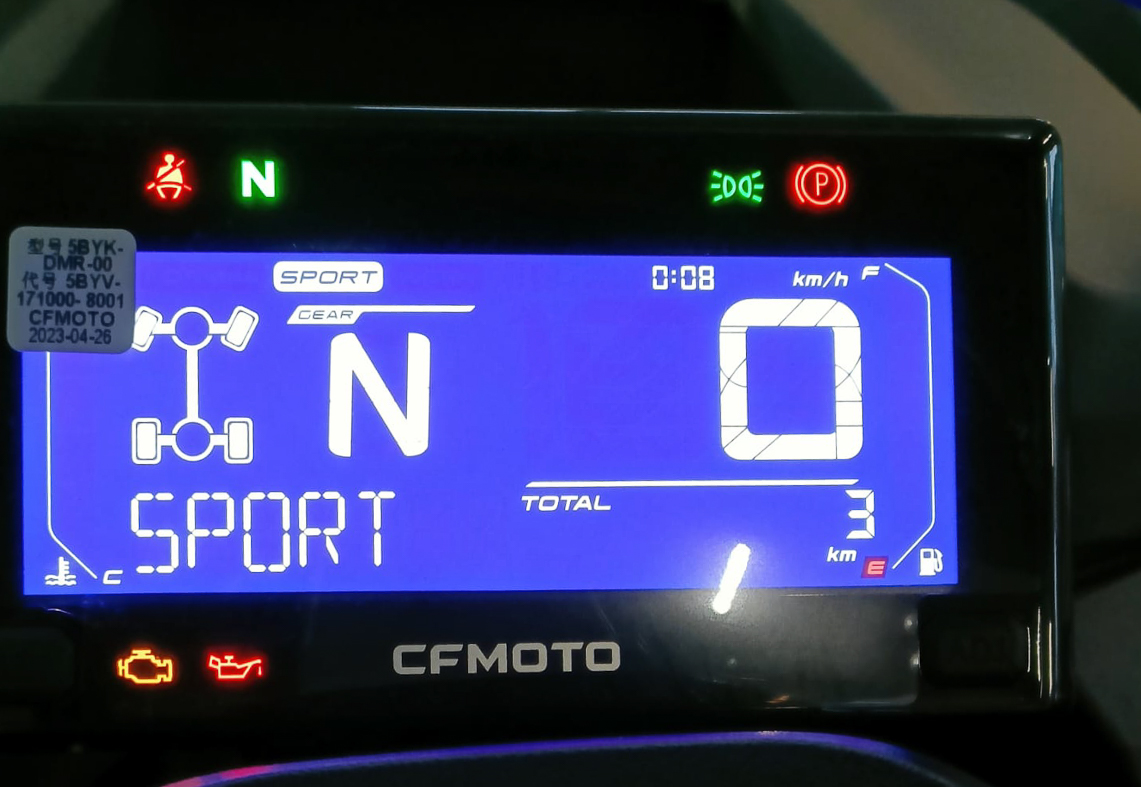 N
P
型号 5BYK-
DMR-00
代号 5BYV-
171000- 8001
CFMOTO
2023-04-26
SPORT
0:08 km/h F
GEAR
N
0
SPORT
TOTAL
3
km
C
E
CFMOTO